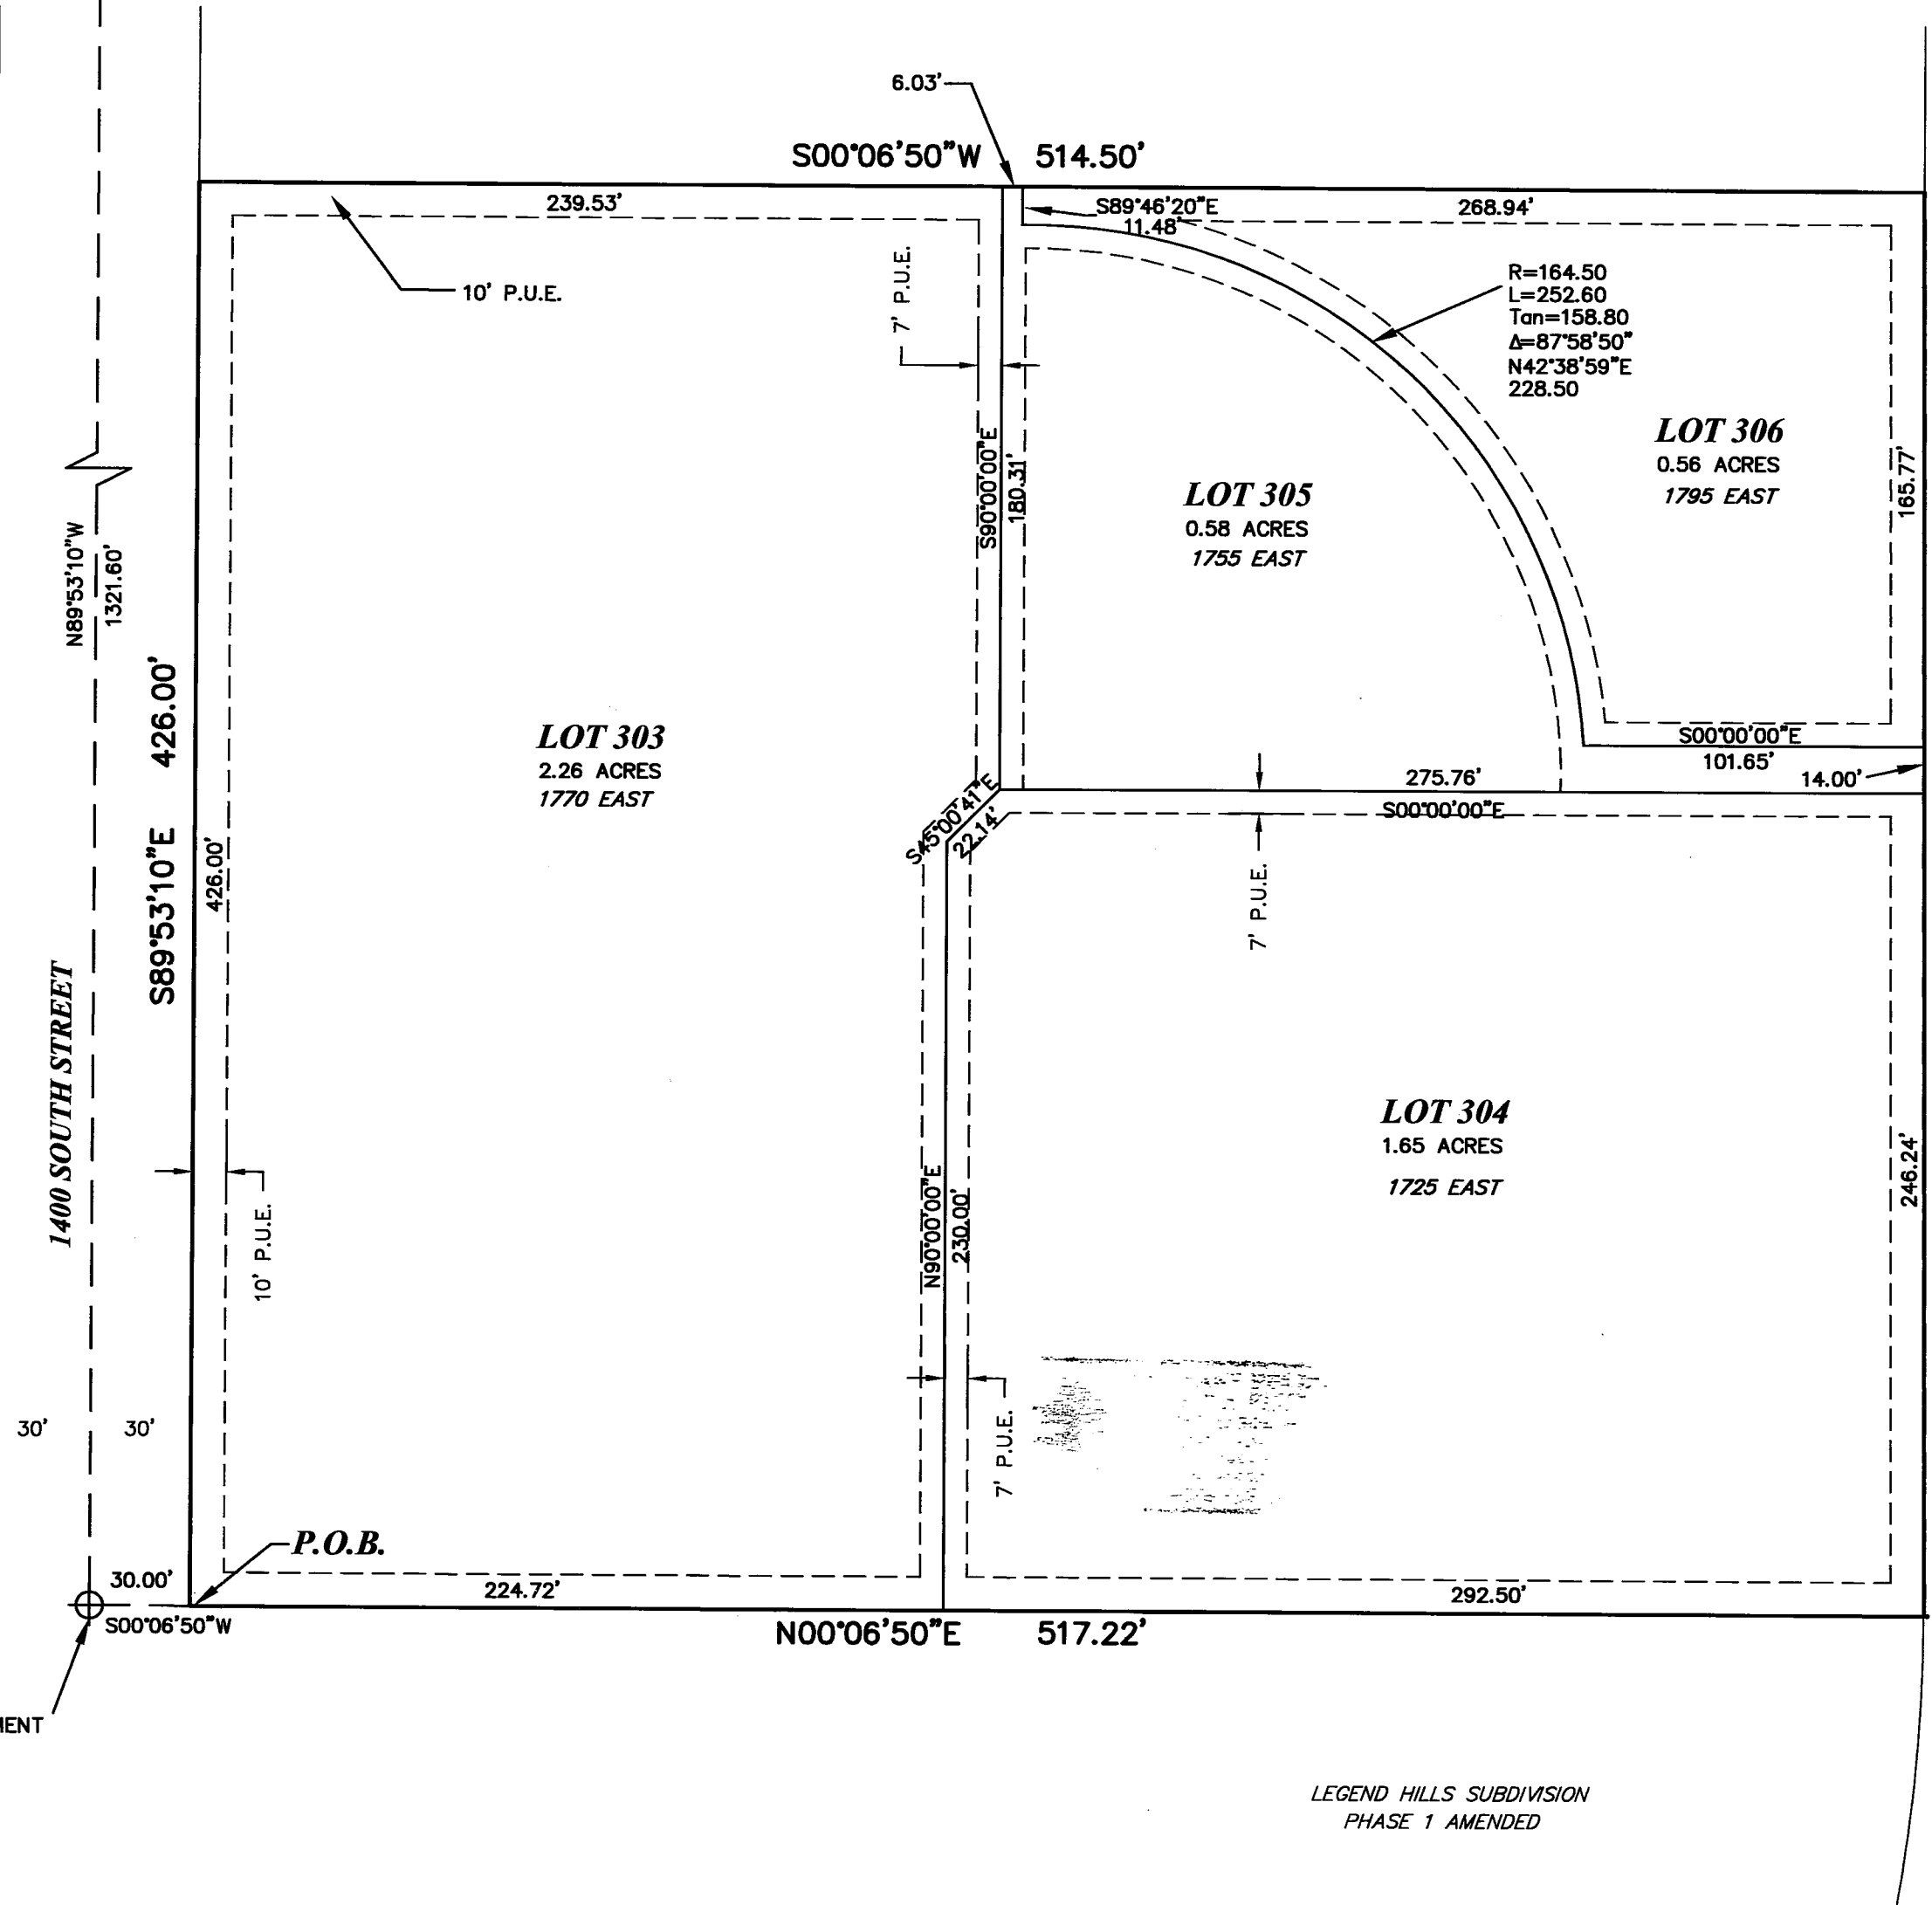 6.03'
S00°06'50"W 514.50'
239.53'
S89°46'20"E
11.48'
268.94'
10' P.U.E.
7' P.U.E.
R=164.50
L=252.60
Tan=158.80
Δ=87°58'50"
N42°38'59"E
228.50
LOT 306
0.56 ACRES
1795 EAST
165.77'
S90°00'00"E
180.31'
LOT 305
0.58 ACRES
1755 EAST
N89°53'10"W
1321.60'
S89°53'10"E 426.00'
426.00'
LOT 303
2.26 ACRES
1770 EAST
S00°00'00"E
101.65'
14.00'
275.76'
S00°00'00"E
S45°00'41"E
22.14'
7' P.U.E.
1400 SOUTH STREET
10' P.U.E.
N90°00'00"E
230.00'
LOT 304
1.65 ACRES
1725 EAST
246.24'
7' P.U.E.
30' 30'
P.O.B.
30.00'
S00°06'50"W
224.72'
292.50'
N00°06'50"E 517.22'
LEGEND HILLS SUBDIVISION
PHASE 1 AMENDED